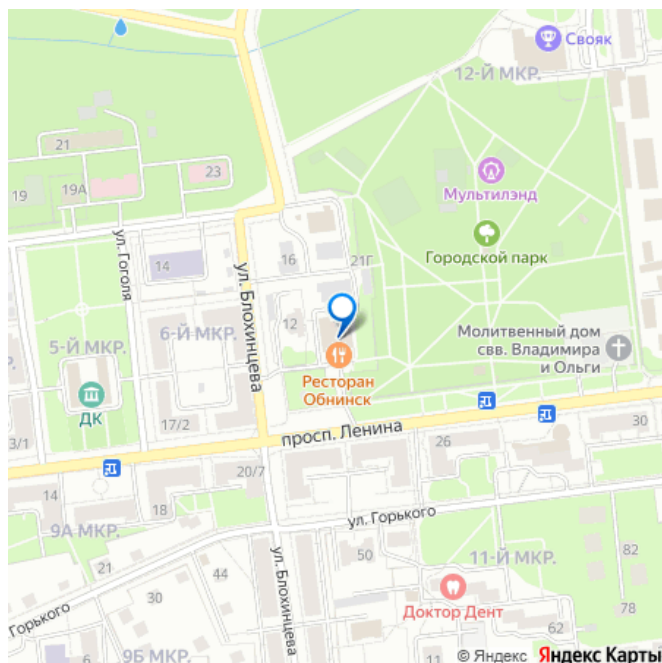 Свояк
12-Й МКР.
21
23
19
19А
Мультилэнд
ул. Гоголя
Городской парк
14
16
21Г
ул. Блохинцева
6-Й МКР.
12
5-Й МКР.
Молитвенный дом
свв. Владимира
и Ольги
Ресторан
Обнинск
ДК
17/2
3/1
просп. Ленина
26
30
14
20/7
18
ул. Горького
9А МКР.
21
50
82
11-Й МКР.
ул. Блохинцева
44
30
Доктор Дент
78
62
Горького
9Б МКР.
© Яндекс Яндекс Карты